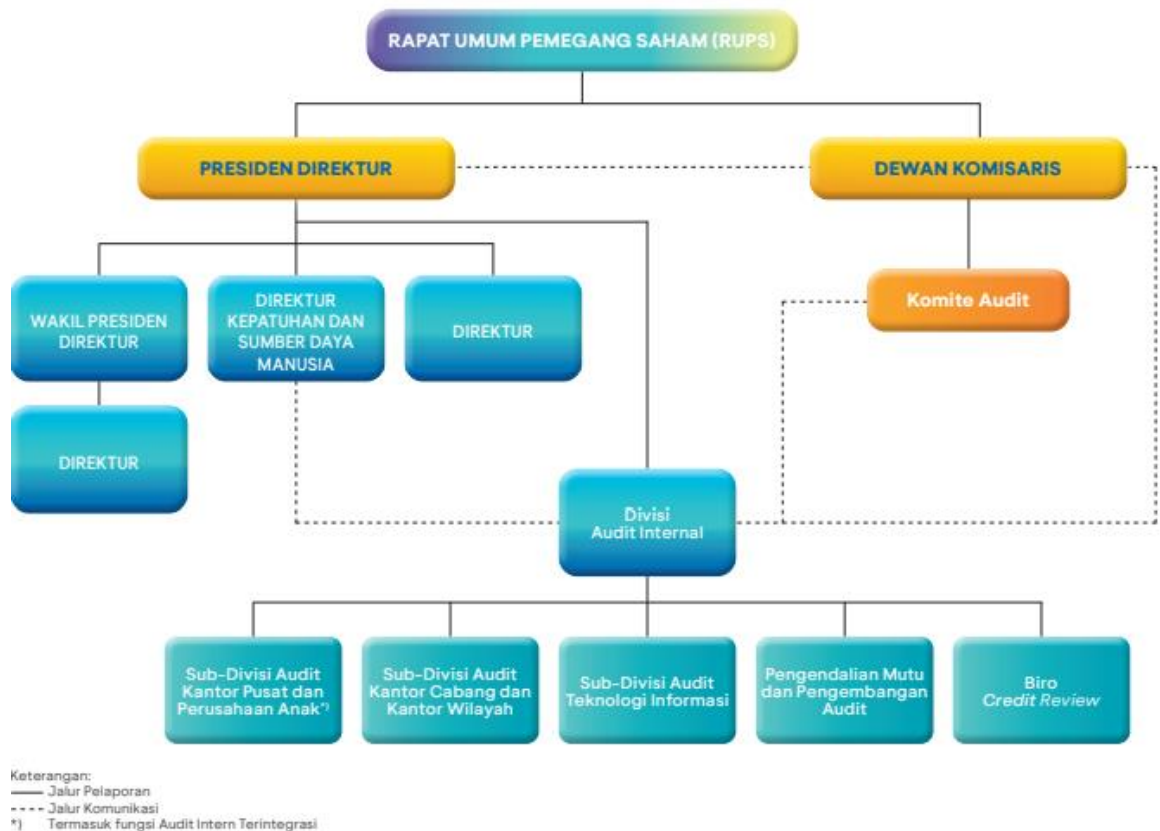 RAPAT UMUM PEMEGANG SAHAM (RUPS)
PRESIDEN DIREKTUR
DEWAN KOMISARIS
WAKIL PRESIDEN
DIREKTUR
DIREKTUR
KEPATUHAN DAN
SUMBER DAYA
MANUSIA
DIREKTUR
Komite Audit
DIREKTUR
Divisi
Audit Internal
Sub-Divisi Audit
Kantor Pusat dan
Perusahaan Anak*)
Sub-Divisi Audit
Kantor Cabang dan
Kantor Wilayah
Sub-Divisi Audit
Teknologi Informasi
Pengendalian Mutu
dan Pengembangan
Audit
Biro
Credit Review
Keterangan:
Jalur Pelaporan
Jalur Komunikasi
*) Termasuk fungsi Audit Intern Terintegrasi